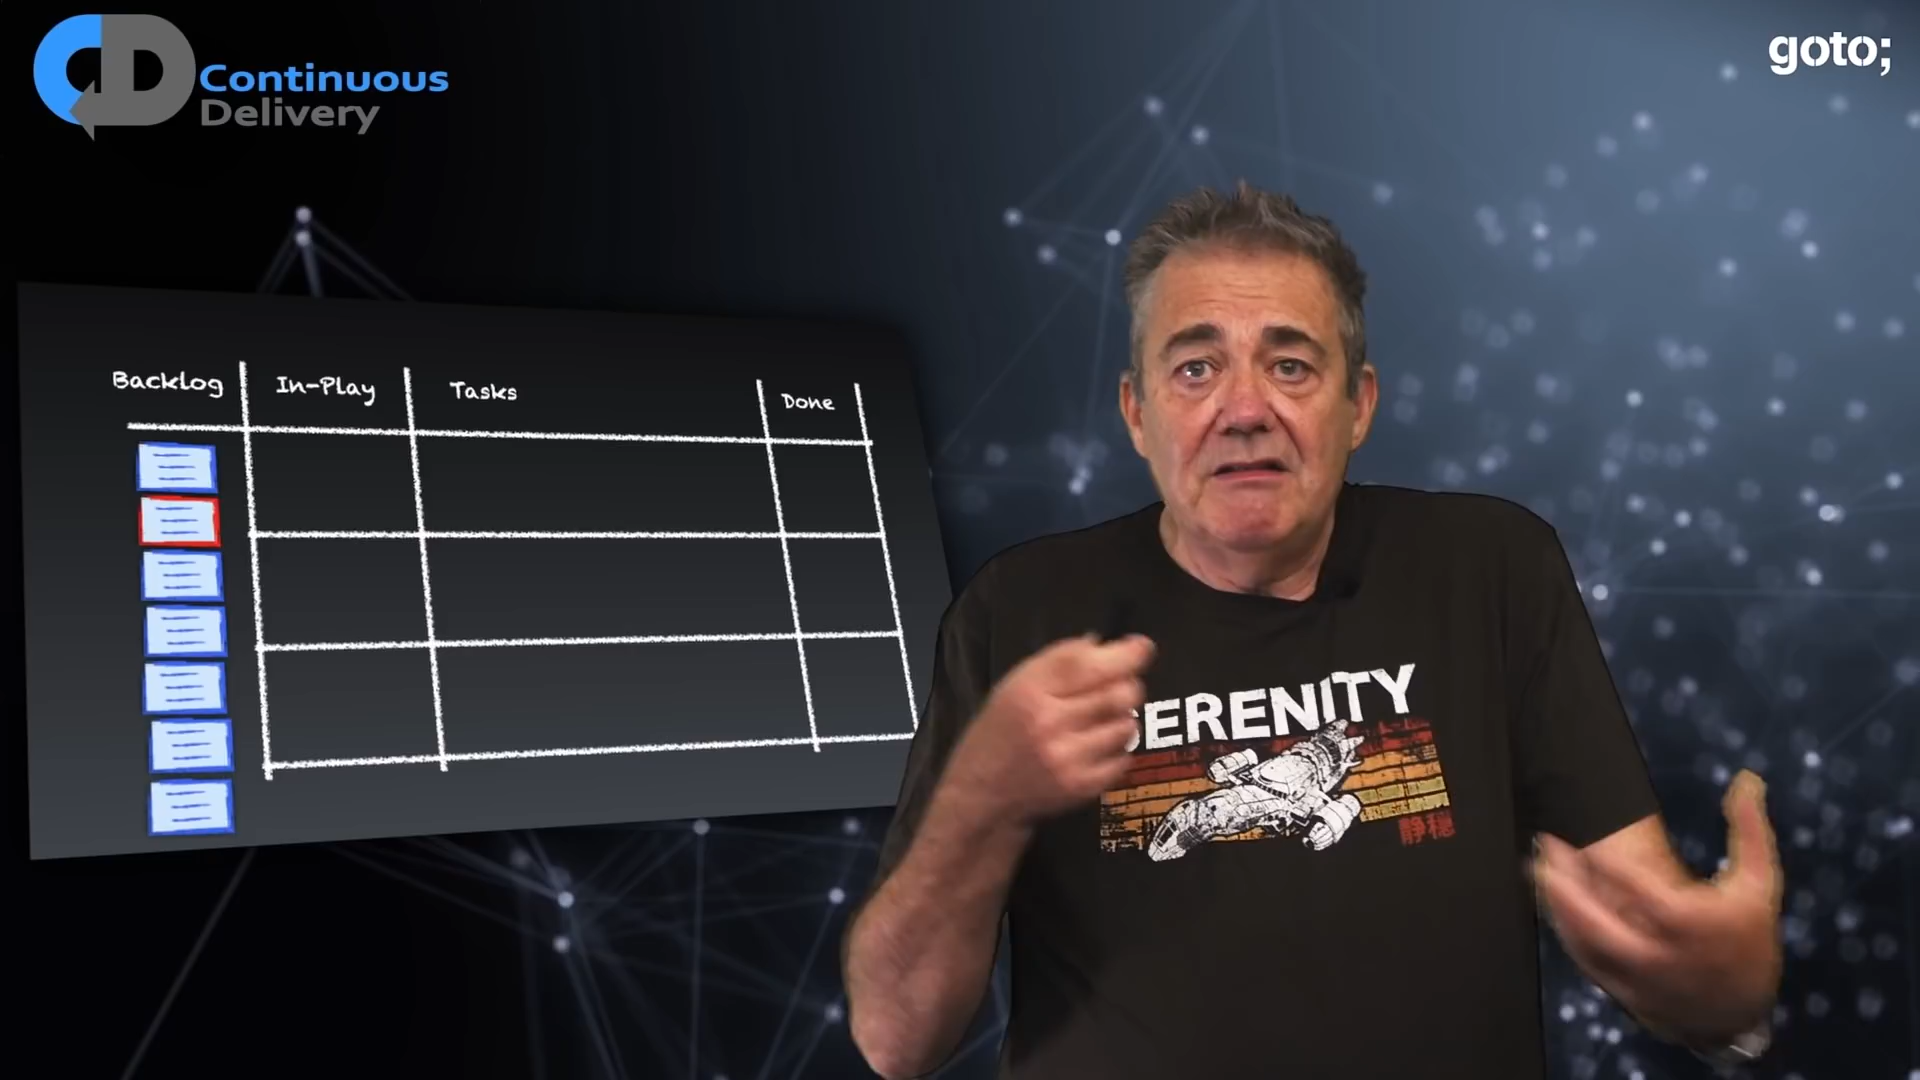 Continuous
Delivery
goto;
Backlog
In-Play
Tasks
Done
SERENITY
静穏